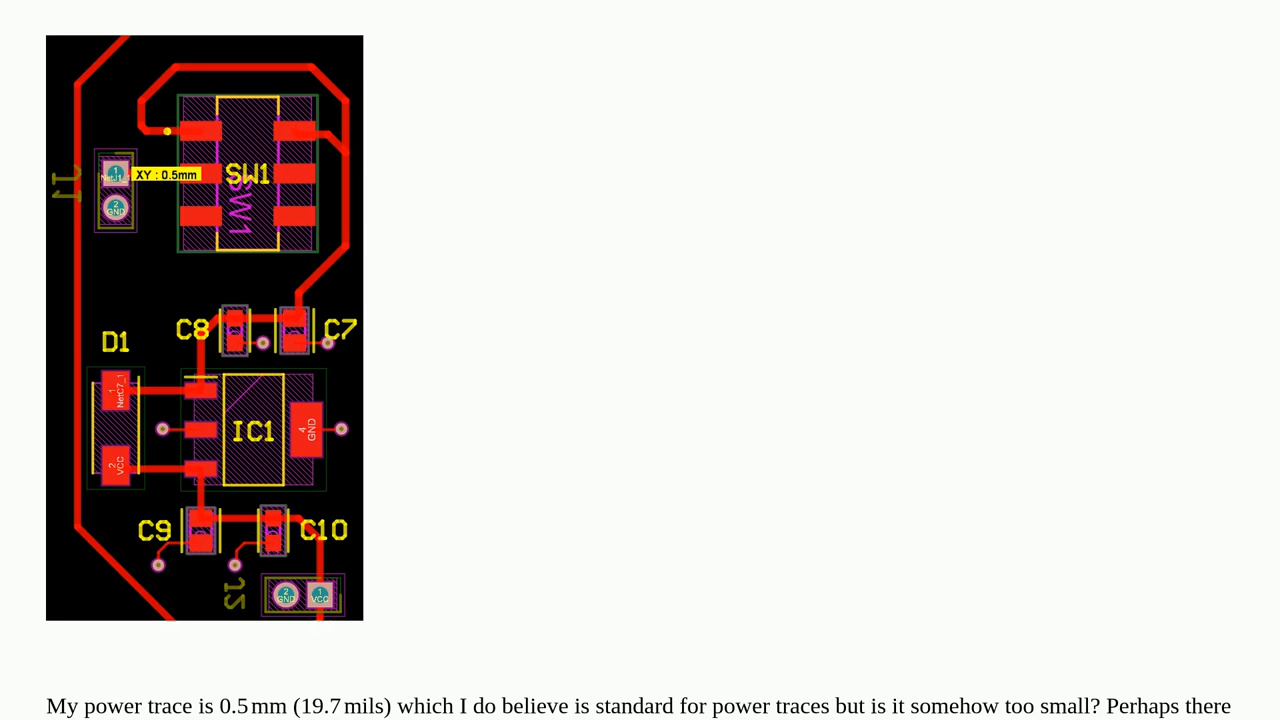 J1
1
NetJ1_1
2
GND
XY : 0.5mm
SW1
SW1
C8
C7
D1
1
NetC7_1
2
VCC
IC1
4
GND
C9
C10
J2
2
GND
1
VCC
My power trace is 0.5 mm (19.7 mils) which I do believe is standard for power traces but is it somehow too small? Perhaps there